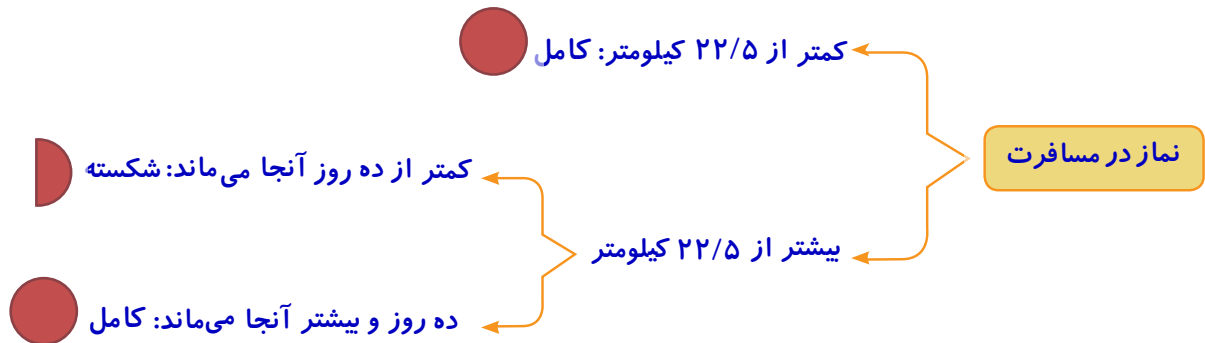 نماز در مسافرت
کمتر از ۲۲/۵ کیلومتر: کامل
بیشتر از ۲۲/۵ کیلومتر
کمتر از ده روز آنجا می‌ماند: شکسته
ده روز و بیشتر آنجا می‌ماند: کامل